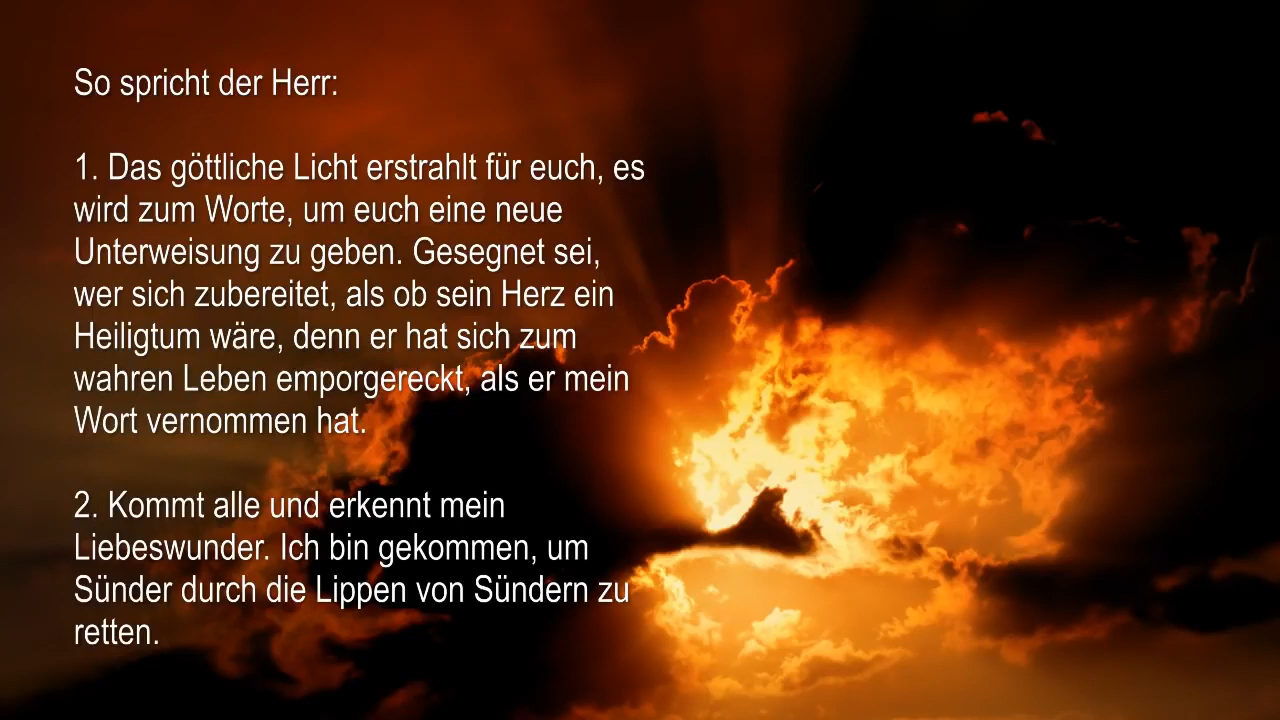 So spricht der Herr:
1. Das göttliche Licht erstrahlt für euch, es
wird zum Worte, um euch eine neue
Unterweisung zu geben. Gesegnet sei,
wer sich zubereitet, als ob sein Herz ein
Heiligtum wäre, denn er hat sich zum
wahren Leben emporgereckt, als er mein
Wort vernommen hat.
2. Kommt alle und erkennt mein
Liebeswunder. Ich bin gekommen, um
Sünder durch die Lippen von Sündern zu
retten.